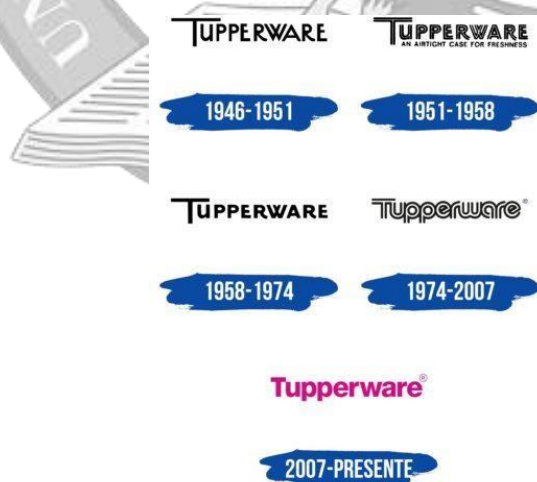 TUPPERWARE
TUPPERWARE
AN AIRTIGHT CASE FOR FRESHNESS
1946-1951
1951-1958
TUPPERWARE
Tupperware®
1958-1974
1974-2007
Tupperware®
2007-PRESENTE